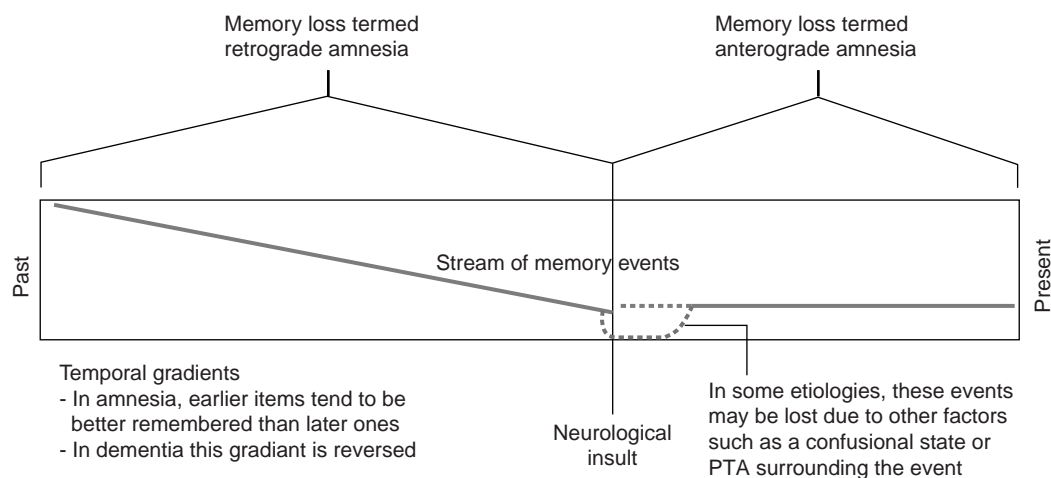 Memory loss termed
retrograde amnesia
Memory loss termed
anterograde amnesia
Past
Stream of memory events
Present
Temporal gradients
- In amnesia, earlier items tend to be
better remembered than later ones
- In dementia this gradiant is reversed
Neurological
insult
In some etiologies, these events
may be lost due to other factors
such as a confusional state or
PTA surrounding the event